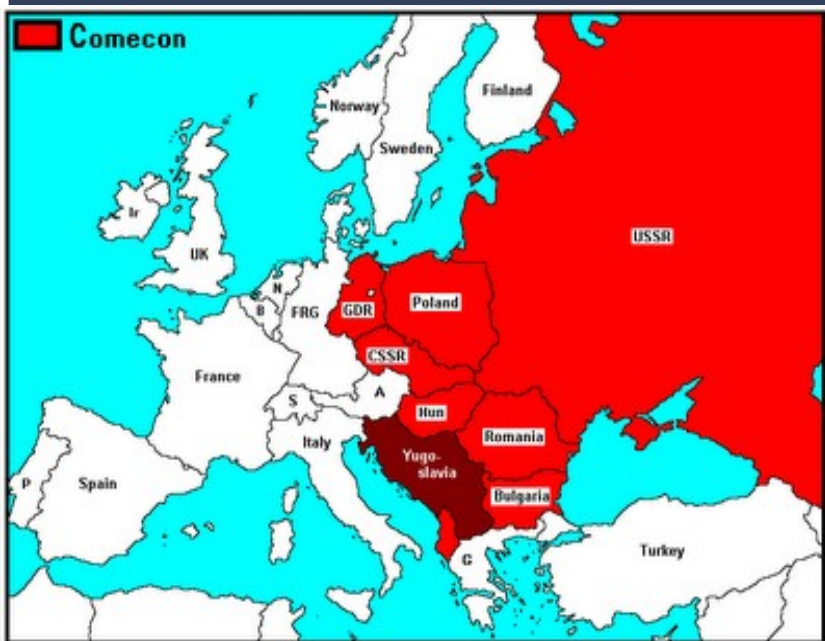 Comecon
Finland
Norway
Sweden
Ir
UK
USSR
N
B
FRG
GDR
Poland
CSSR
France
A
S
Hun
Italy
Romania
Yugo-
slavia
P
Spain
Bulgaria
G
Turkey